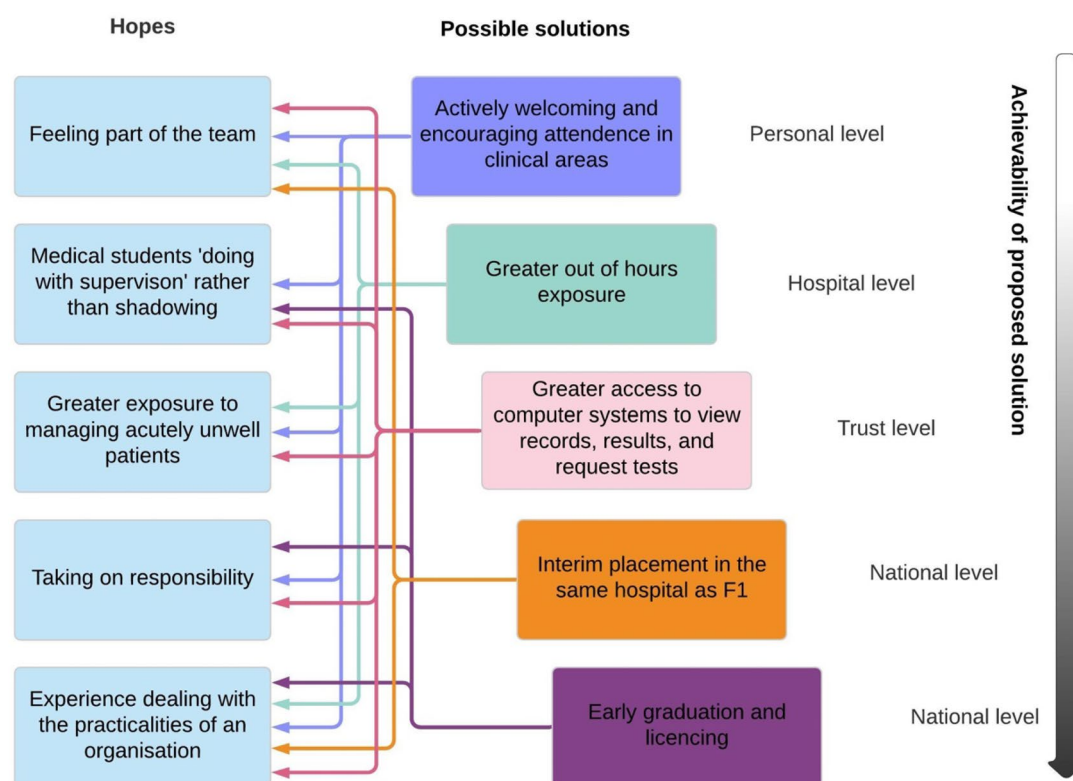 Hopes
Possible solutions
Feeling part of the team
Actively welcoming and
encouraging attendence in
clinical areas
Personal level
Achievability of proposed solution
Medical students 'doing
with supervison' rather
than shadowing
Greater out of hours
exposure
Hospital level
Greater exposure to
managing acutely unwell
patients
Greater access to
computer systems to view
records, results, and
request tests
Trust level
Taking on responsibility
Interim placement in the
same hospital as F1
National level
Experience dealing with
the practicalities of an
organisation
Early graduation and
licencing
National level